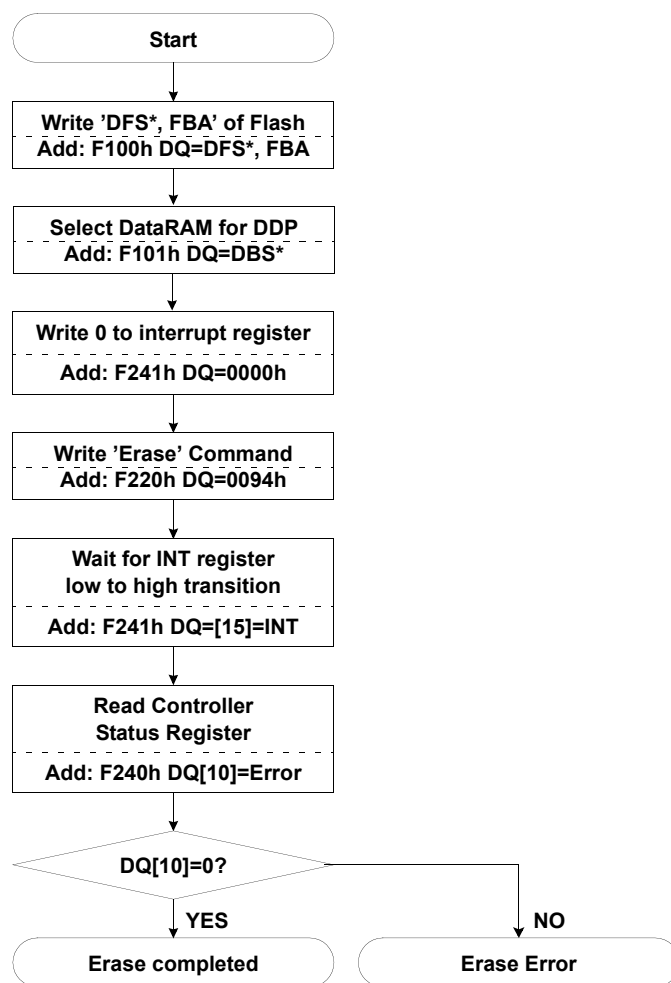 Start
Write ’DFS*, FBA’ of Flash
Add: F100h DQ=DFS*, FBA
Select DataRAM for DDP
Add: F101h DQ=DBS*
Write 0 to interrupt register
Add: F241h DQ=0000h
Write ’Erase’ Command
Add: F220h DQ=0094h
Wait for INT register
low to high transition
Add: F241h DQ=[15]=INT
Read Controller
Status Register
Add: F240h DQ[10]=Error
DQ[10]=0?
YES
NO
Erase completed
Erase Error